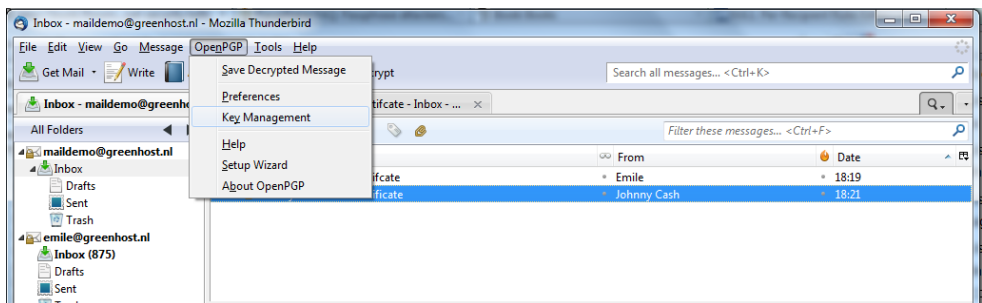 Inbox - maildemo@greenhost.nl - Mozilla Thunderbird
File Edit View Go Message OpenPGP Tools Help
Get Mail Write
Search all messages... <Ctrl+K>
Save Decrypted Message
Preferences
Key Management
Help
Setup Wizard
About OpenPGP
Inbox - maildemo@greenh
tifcate - Inbox - ...
All Folders
Filter these messages... <Ctrl+F>
From Date
maildemo@greenhost.nl
Inbox
Drafts
Sent
Trash
emile@greenhost.nl
Inbox (875)
Drafts
Sent
ifcate Emile 18:19
ificate Johnny Cash 18:21